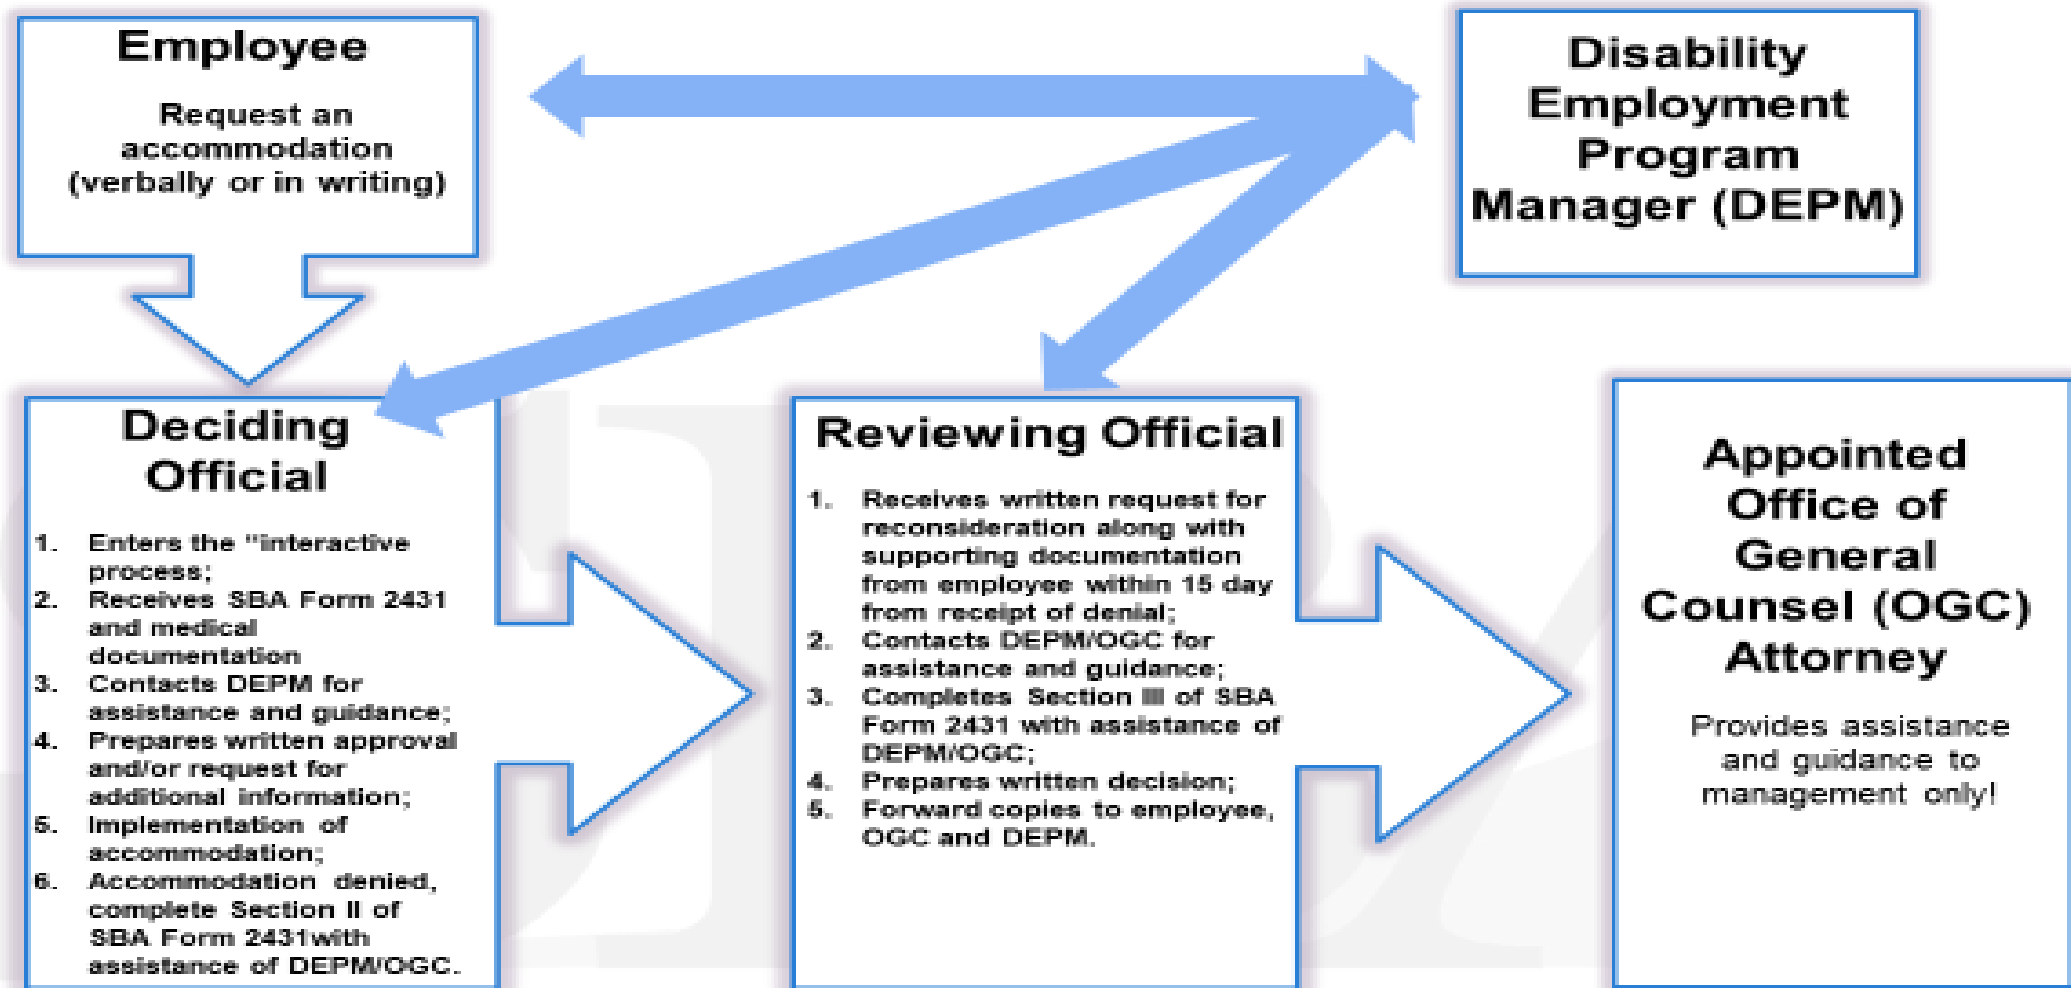 Employee
Request an
accommodation
(verbally or in writing)
Disability
Employment
Program
Manager (DEPM)
Deciding
Official
1. Enters the "interactive
process;
2. Receives SBA Form 2431
and medical
documentation
3. Contacts DEPM for
assistance and guidance;
4. Prepares written approval
and/or request for
additional information;
5. Implementation of
accommodation;
6. Accommodation denied,
complete Section II of
SBA Form 2431with
assistance of DEPM/OGC.
Reviewing Official
1. Receives written request for
reconsideration along with
supporting documentation
from employee within 15 day
from receipt of denial;
2. Contacts DEPM/OGC for
assistance and guidance;
3. Completes Section III of SBA
Form 2431 with assistance of
DEPM/OGC;
4. Prepares written decision;
5. Forward copies to employee,
OGC and DEPM.
Appointed
Office of
General
Counsel (OGC)
Attorney
Provides assistance
and guidance to
management only!